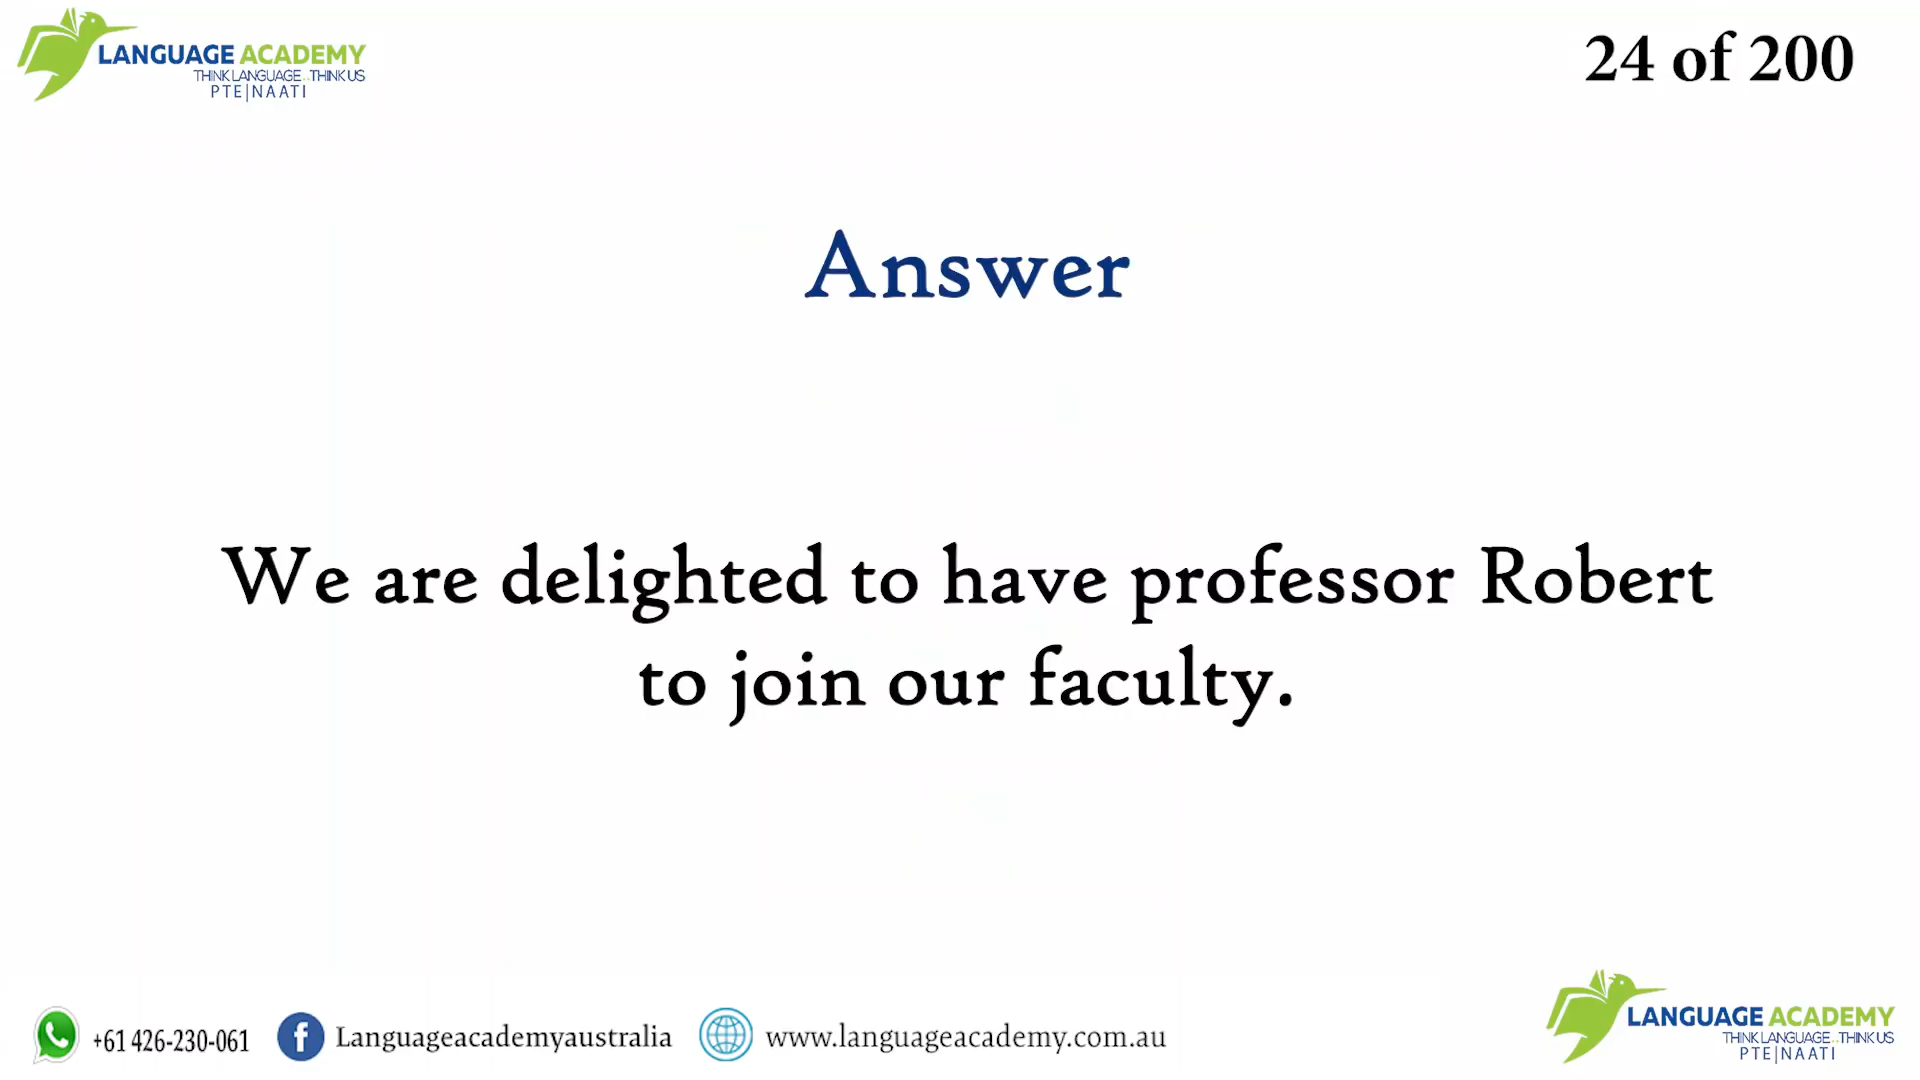 LANGUAGE ACADEMY
THINK LANGUAGE..THINK US
PTE|NAATI
24 of 200
Answer
We are delighted to have professor Robert
to join our faculty.
+61 426-230-061
Languageacademyaustralia
www.languageacademy.com.au
LANGUAGE ACADEMY
THINK LANGUAGE..THINK US
PTE|NAATI